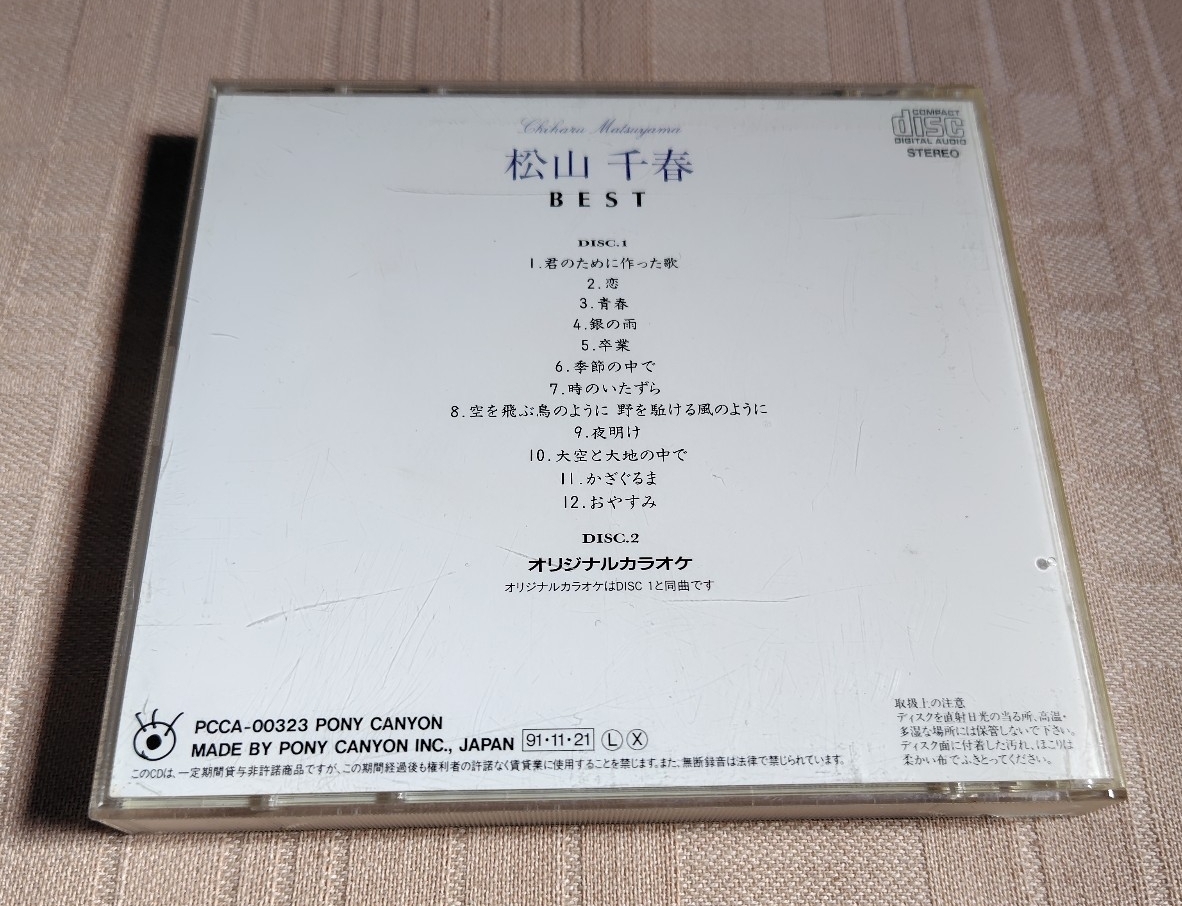 Chiharu Matsuyama
松山 千春
BEST
COMPACT
disc
DIGITAL AUDIO
STEREO
DISC.1
1.君のために作った歌
2.恋
3.青春
4.銀の雨
5.卒業
6.季節の中で
7.時のいたずら
8.空を飛ぶ鳥のように 野を駈ける風のように
9.夜明け
10.大空と大地の中で
11.かざぐるま
12.おやすみ
DISC.2
オリジナルカラオケ
オリジナルカラオケはDISC 1と同曲です
PCCA-00323 PONY CANYON
MADE BY PONY CANYON INC., JAPAN 91・11・21 Ⓛ Ⓧ
このCDは、一定期間貸与非許諾商品ですが、この期間経過後も権利者の許諾なく賃貸業に使用することを禁じます。また、無断録音は法律で禁じられています。
取扱上の注意
ディスクを直射日光の当る所、高温・
多湿な場所には保管しないで下さい。
ディスク面に付着した汚れ、ほこりは
柔かい布でふきとってください。